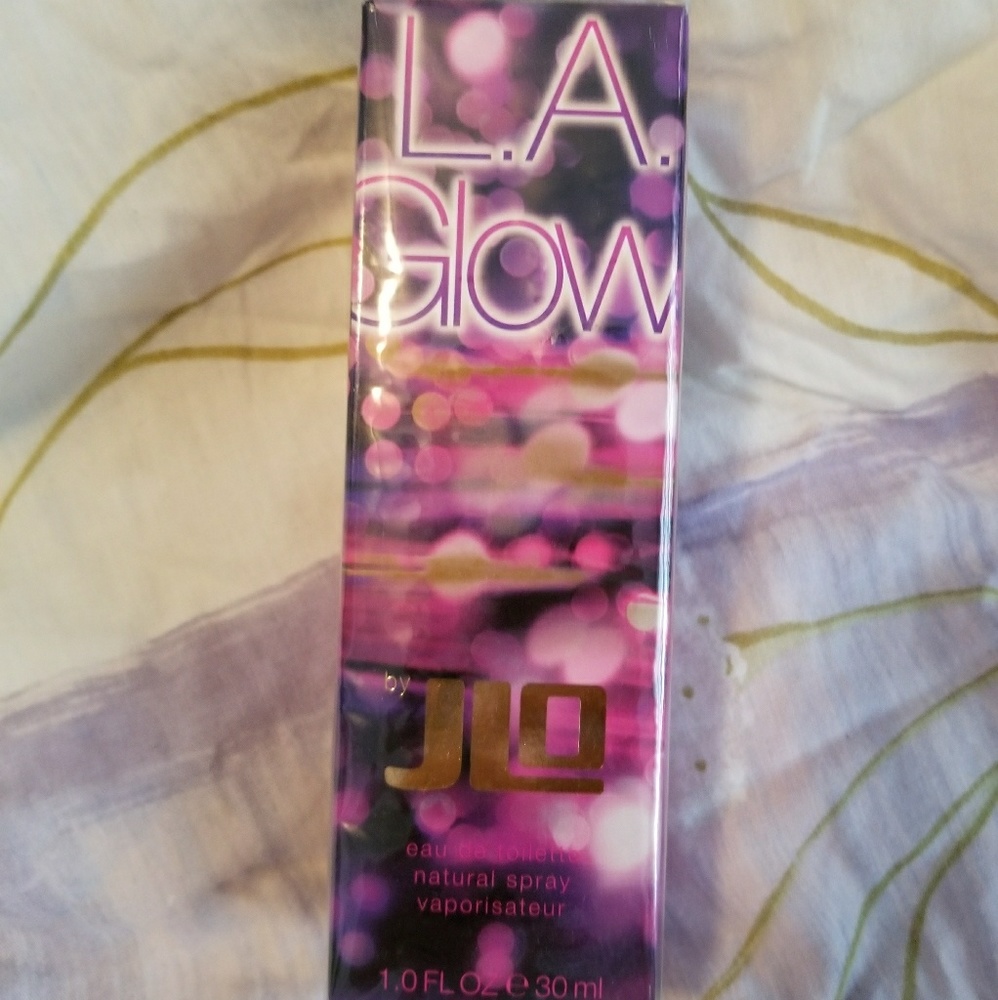 L.A.
Glow
by JLO
eau de toilette
natural spray
vaporisateur
1.0 FL OZ ℮ 30 ml